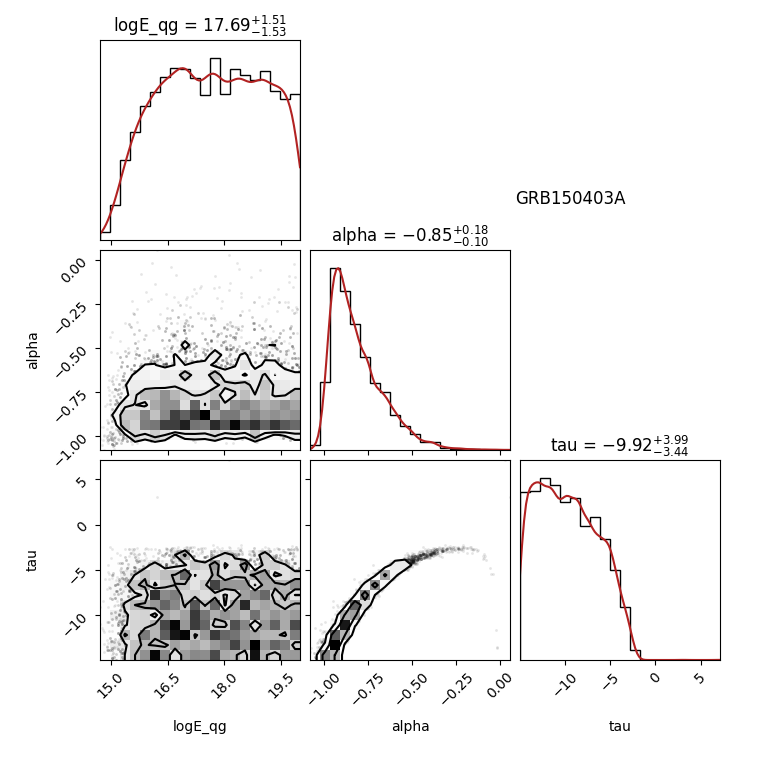 logE_qg = 17.69+1.51−1.53
GRB150403A
alpha = −0.85+0.18−0.10
0.00
−0.25
−0.50
−0.75
−1.00
alpha
tau = −9.92+3.99−3.44
5
0
−5
−10
tau
15.0 16.5 18.0 19.5
−1.00 −0.75 −0.50 −0.25 0.00
−10 −5 0 5
logE_qg alpha tau